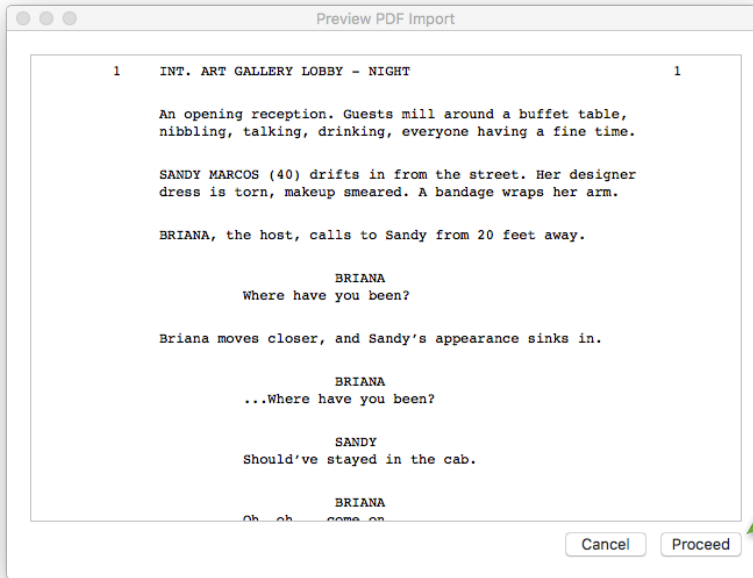 Preview PDF Import
1 INT. ART GALLERY LOBBY – NIGHT 1
An opening reception. Guests mill around a buffet table,
nibbling, talking, drinking, everyone having a fine time.
SANDY MARCOS (40) drifts in from the street. Her designer
dress is torn, makeup smeared. A bandage wraps her arm.
BRIANA, the host, calls to Sandy from 20 feet away.
BRIANA
Where have you been?
Briana moves closer, and Sandy’s appearance sinks in.
BRIANA
...Where have you been?
SANDY
Should’ve stayed in the cab.
BRIANA
Oh, oh... come on
Cancel Proceed